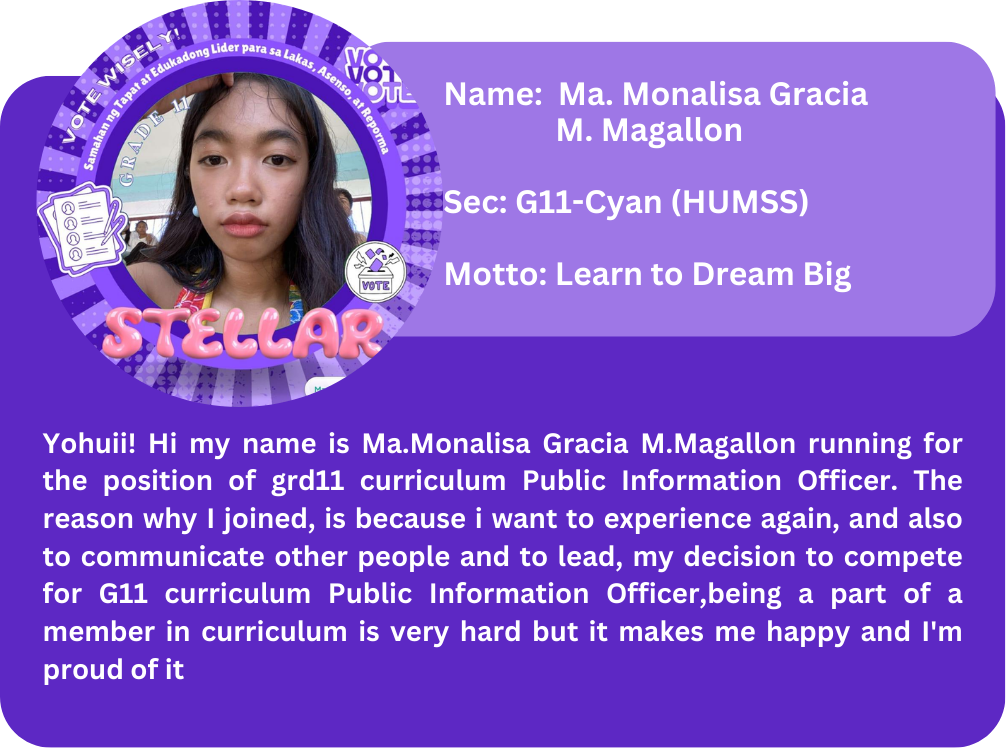 VOTE WISELY!
Samahan ng Tapat at Edukadong Lider para sa Lakas, Asenso, at Reporma
VOTE
VOTE
VOTE
GRADE 11
VOTE
STELLAR
Name: Ma. Monalisa Gracia
M. Magallon
Sec: G11-Cyan (HUMSS)
Motto: Learn to Dream Big
Yohuii! Hi my name is Ma.Monalisa Gracia M.Magallon running for
the position of grd11 curriculum Public Information Officer. The
reason why I joined, is because i want to experience again, and also
to communicate other people and to lead, my decision to compete
for G11 curriculum Public Information Officer,being a part of a
member in curriculum is very hard but it makes me happy and I'm
proud of it